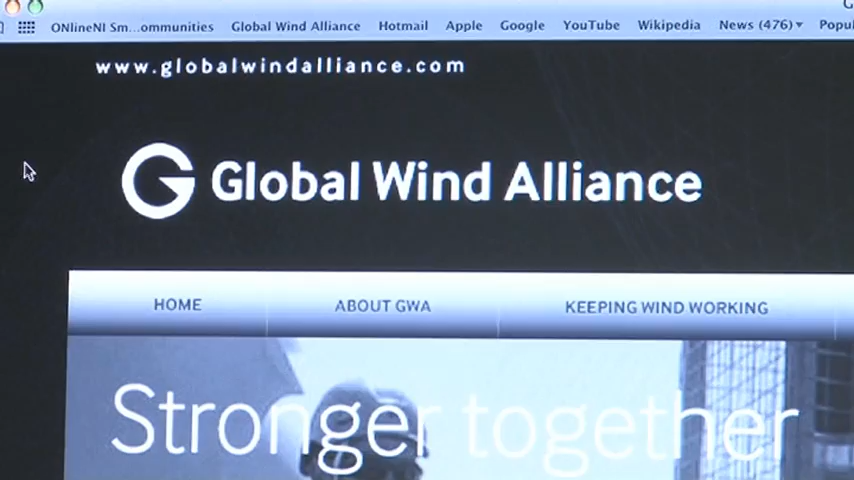 ONlineNI Sm...ommunities Global Wind Alliance Hotmail Apple Google YouTube Wikipedia News (476)▾ Popu
www.globalwindalliance.com
Global Wind Alliance
HOME ABOUT GWA KEEPING WIND WORKING
Stronger together